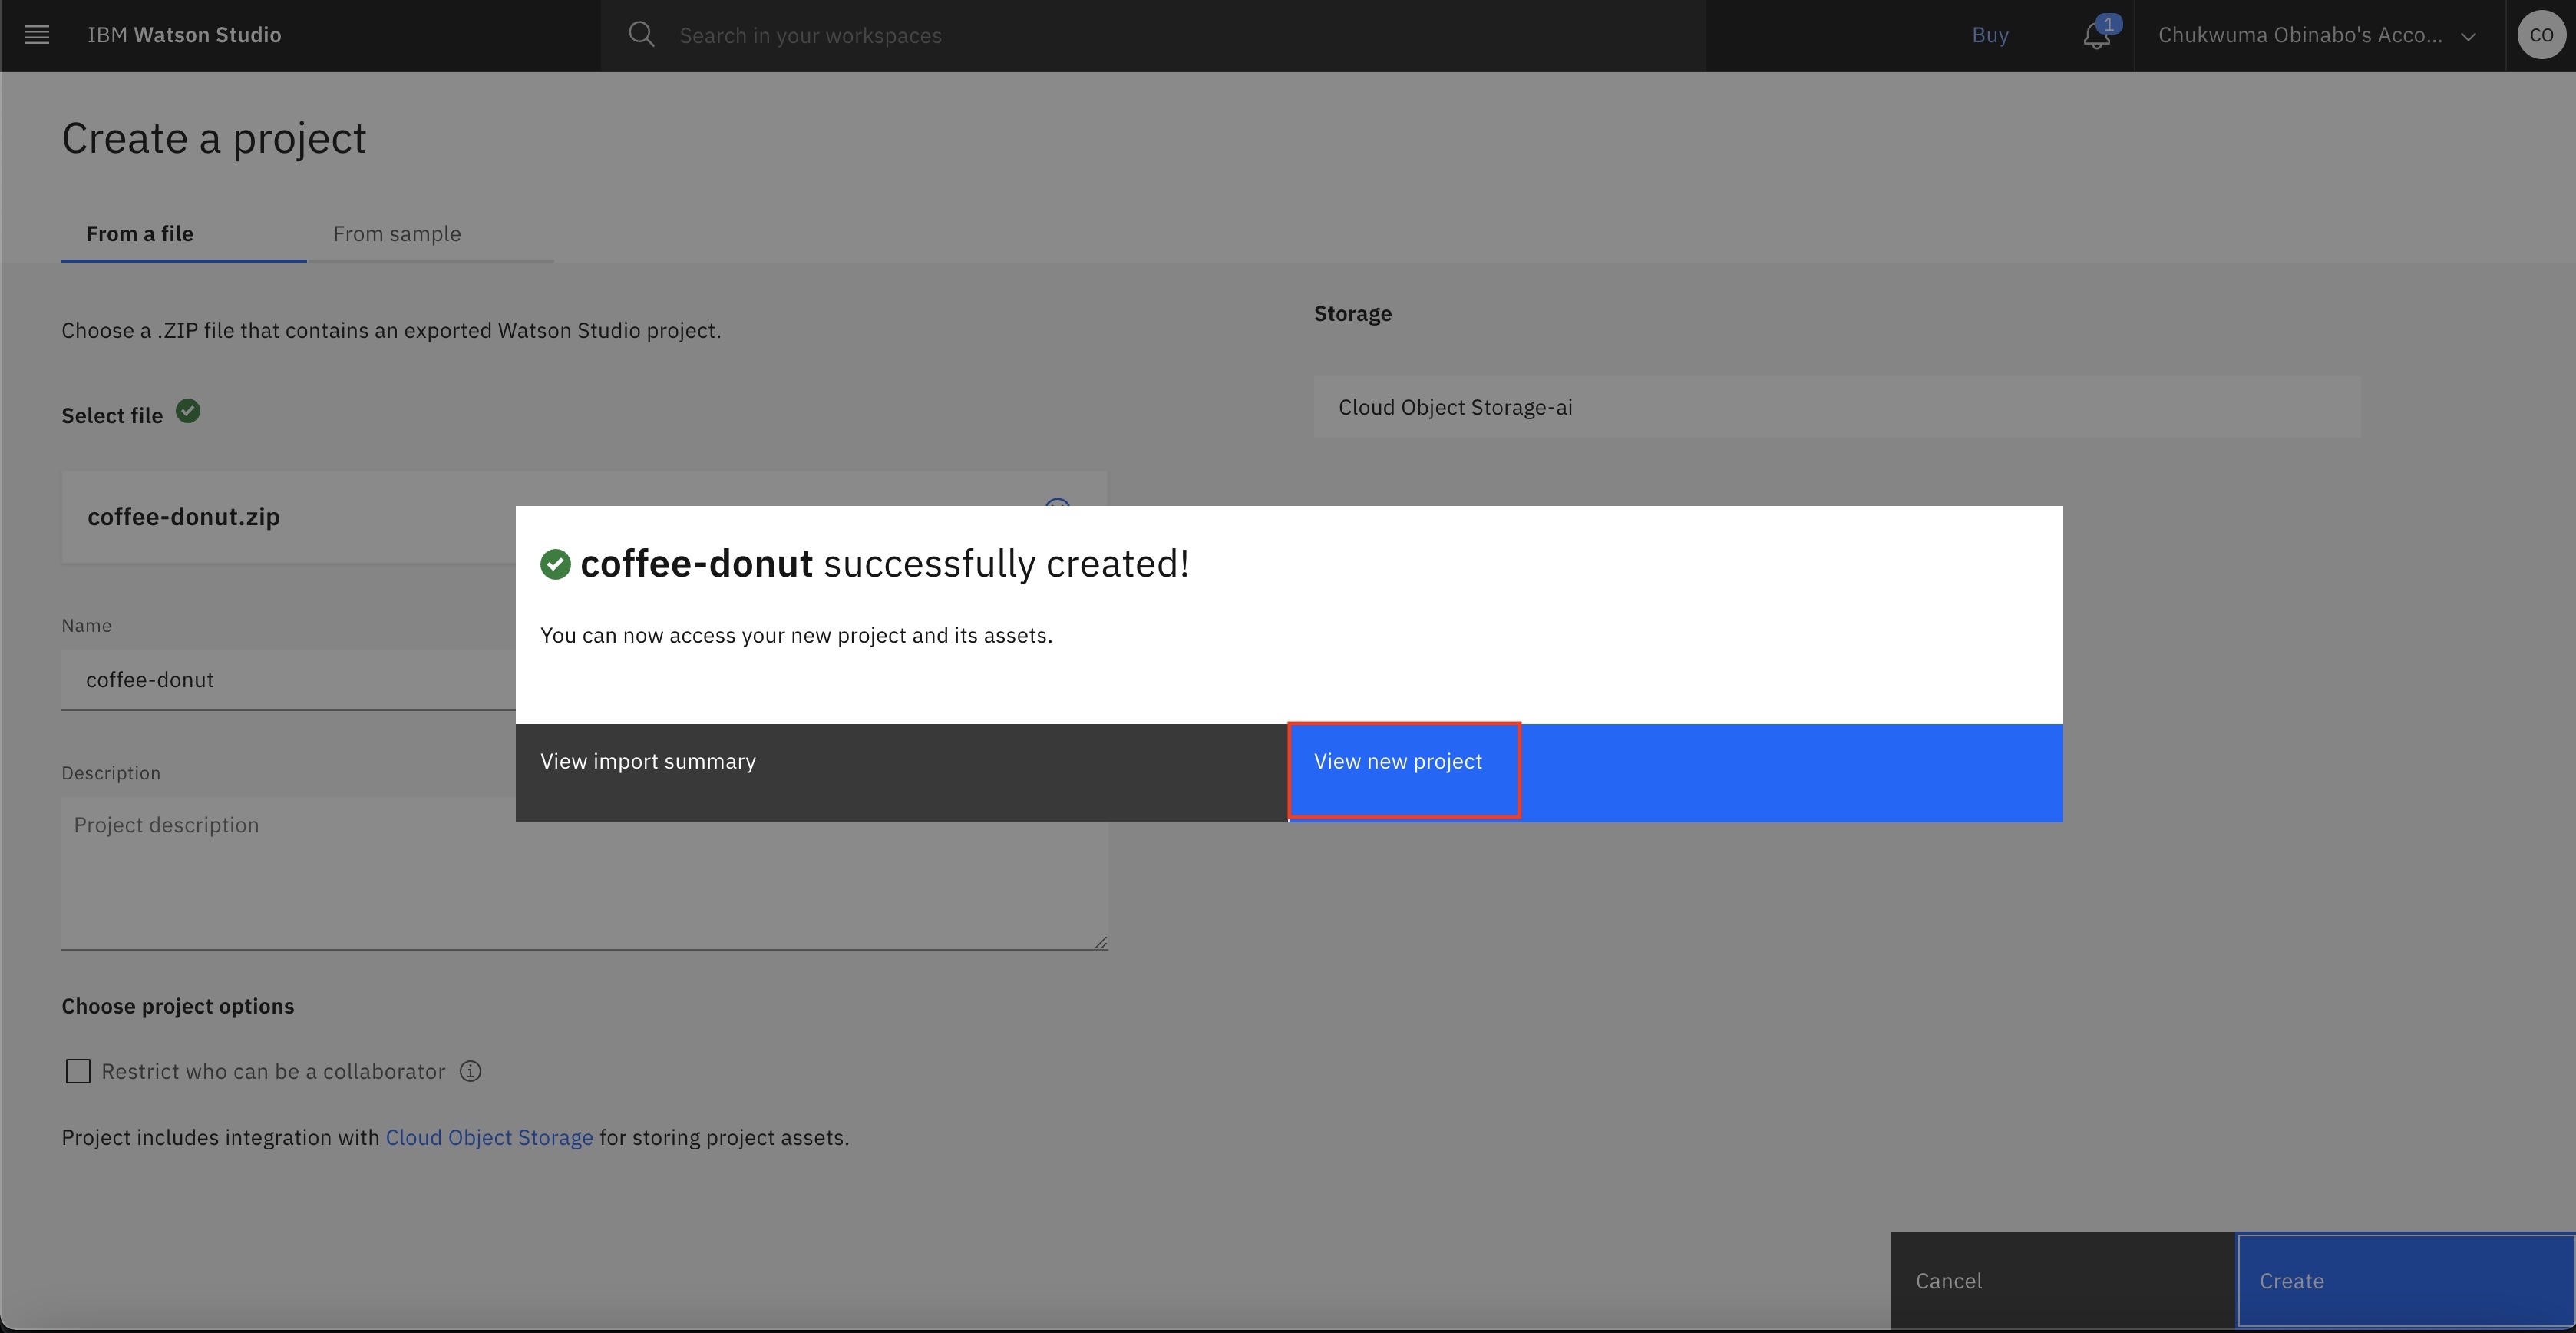 IBM Watson Studio
Search in your workspaces
Buy
1
Chukwuma Obinabo's Acco...
CO
Create a project
From a file
From sample
Choose a .ZIP file that contains an exported Watson Studio project.
Storage
Select file
Cloud Object Storage-ai
coffee-donut.zip
coffee-donut successfully created!
You can now access your new project and its assets.
View import summary
View new project
Name
coffee-donut
Description
Project description
Choose project options
Restrict who can be a collaborator
Project includes integration with Cloud Object Storage for storing project assets.
Cancel
Create